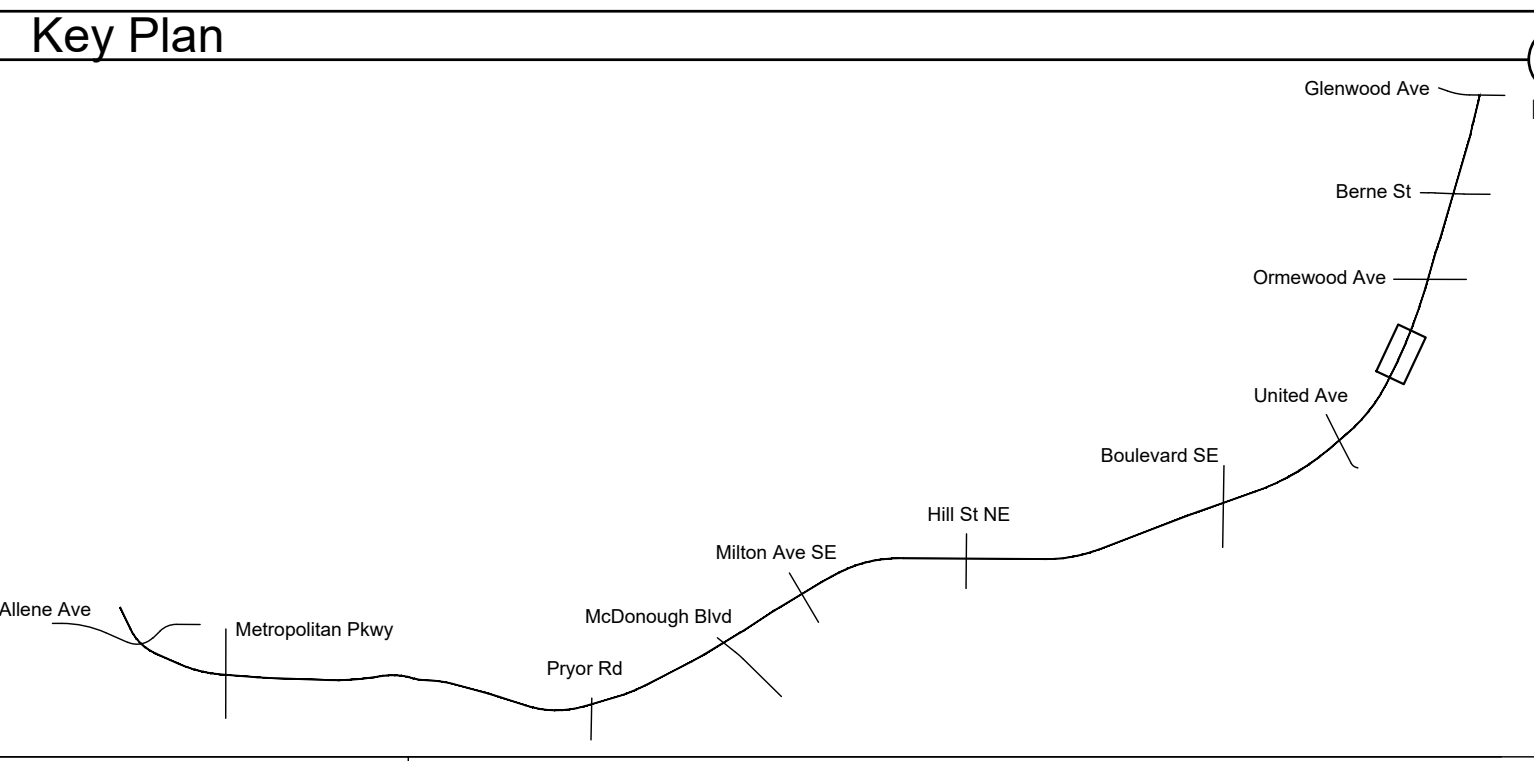 Key Plan
Glenwood Ave
Berne St
Ormewood Ave
United Ave
Boulevard SE
Hill St NE
Milton Ave SE
McDonough Blvd
Pryor Rd
Metropolitan Pkwy
Allene Ave